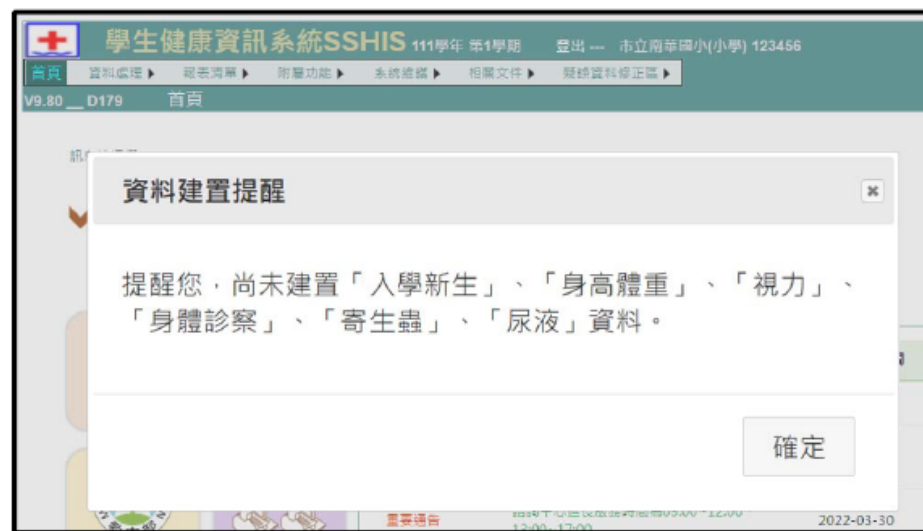 學生健康資訊系統SSHIS 111學年 第1學期 登出 --- 市立南華國小(小學) 123456
首頁 資料處理▶ 報表清單▶ 附屬功能▶ 系統維護▶ 相關文件▶ 疑錯資料修正區▶
V9.80 __ D179 首頁
資料建置提醒
提醒您,尚未建置「入學新生」、「身高體重」、「視力」、
「身體診察」、「寄生蟲」、「尿液」資料。
確定
重要通告
2022-03-30